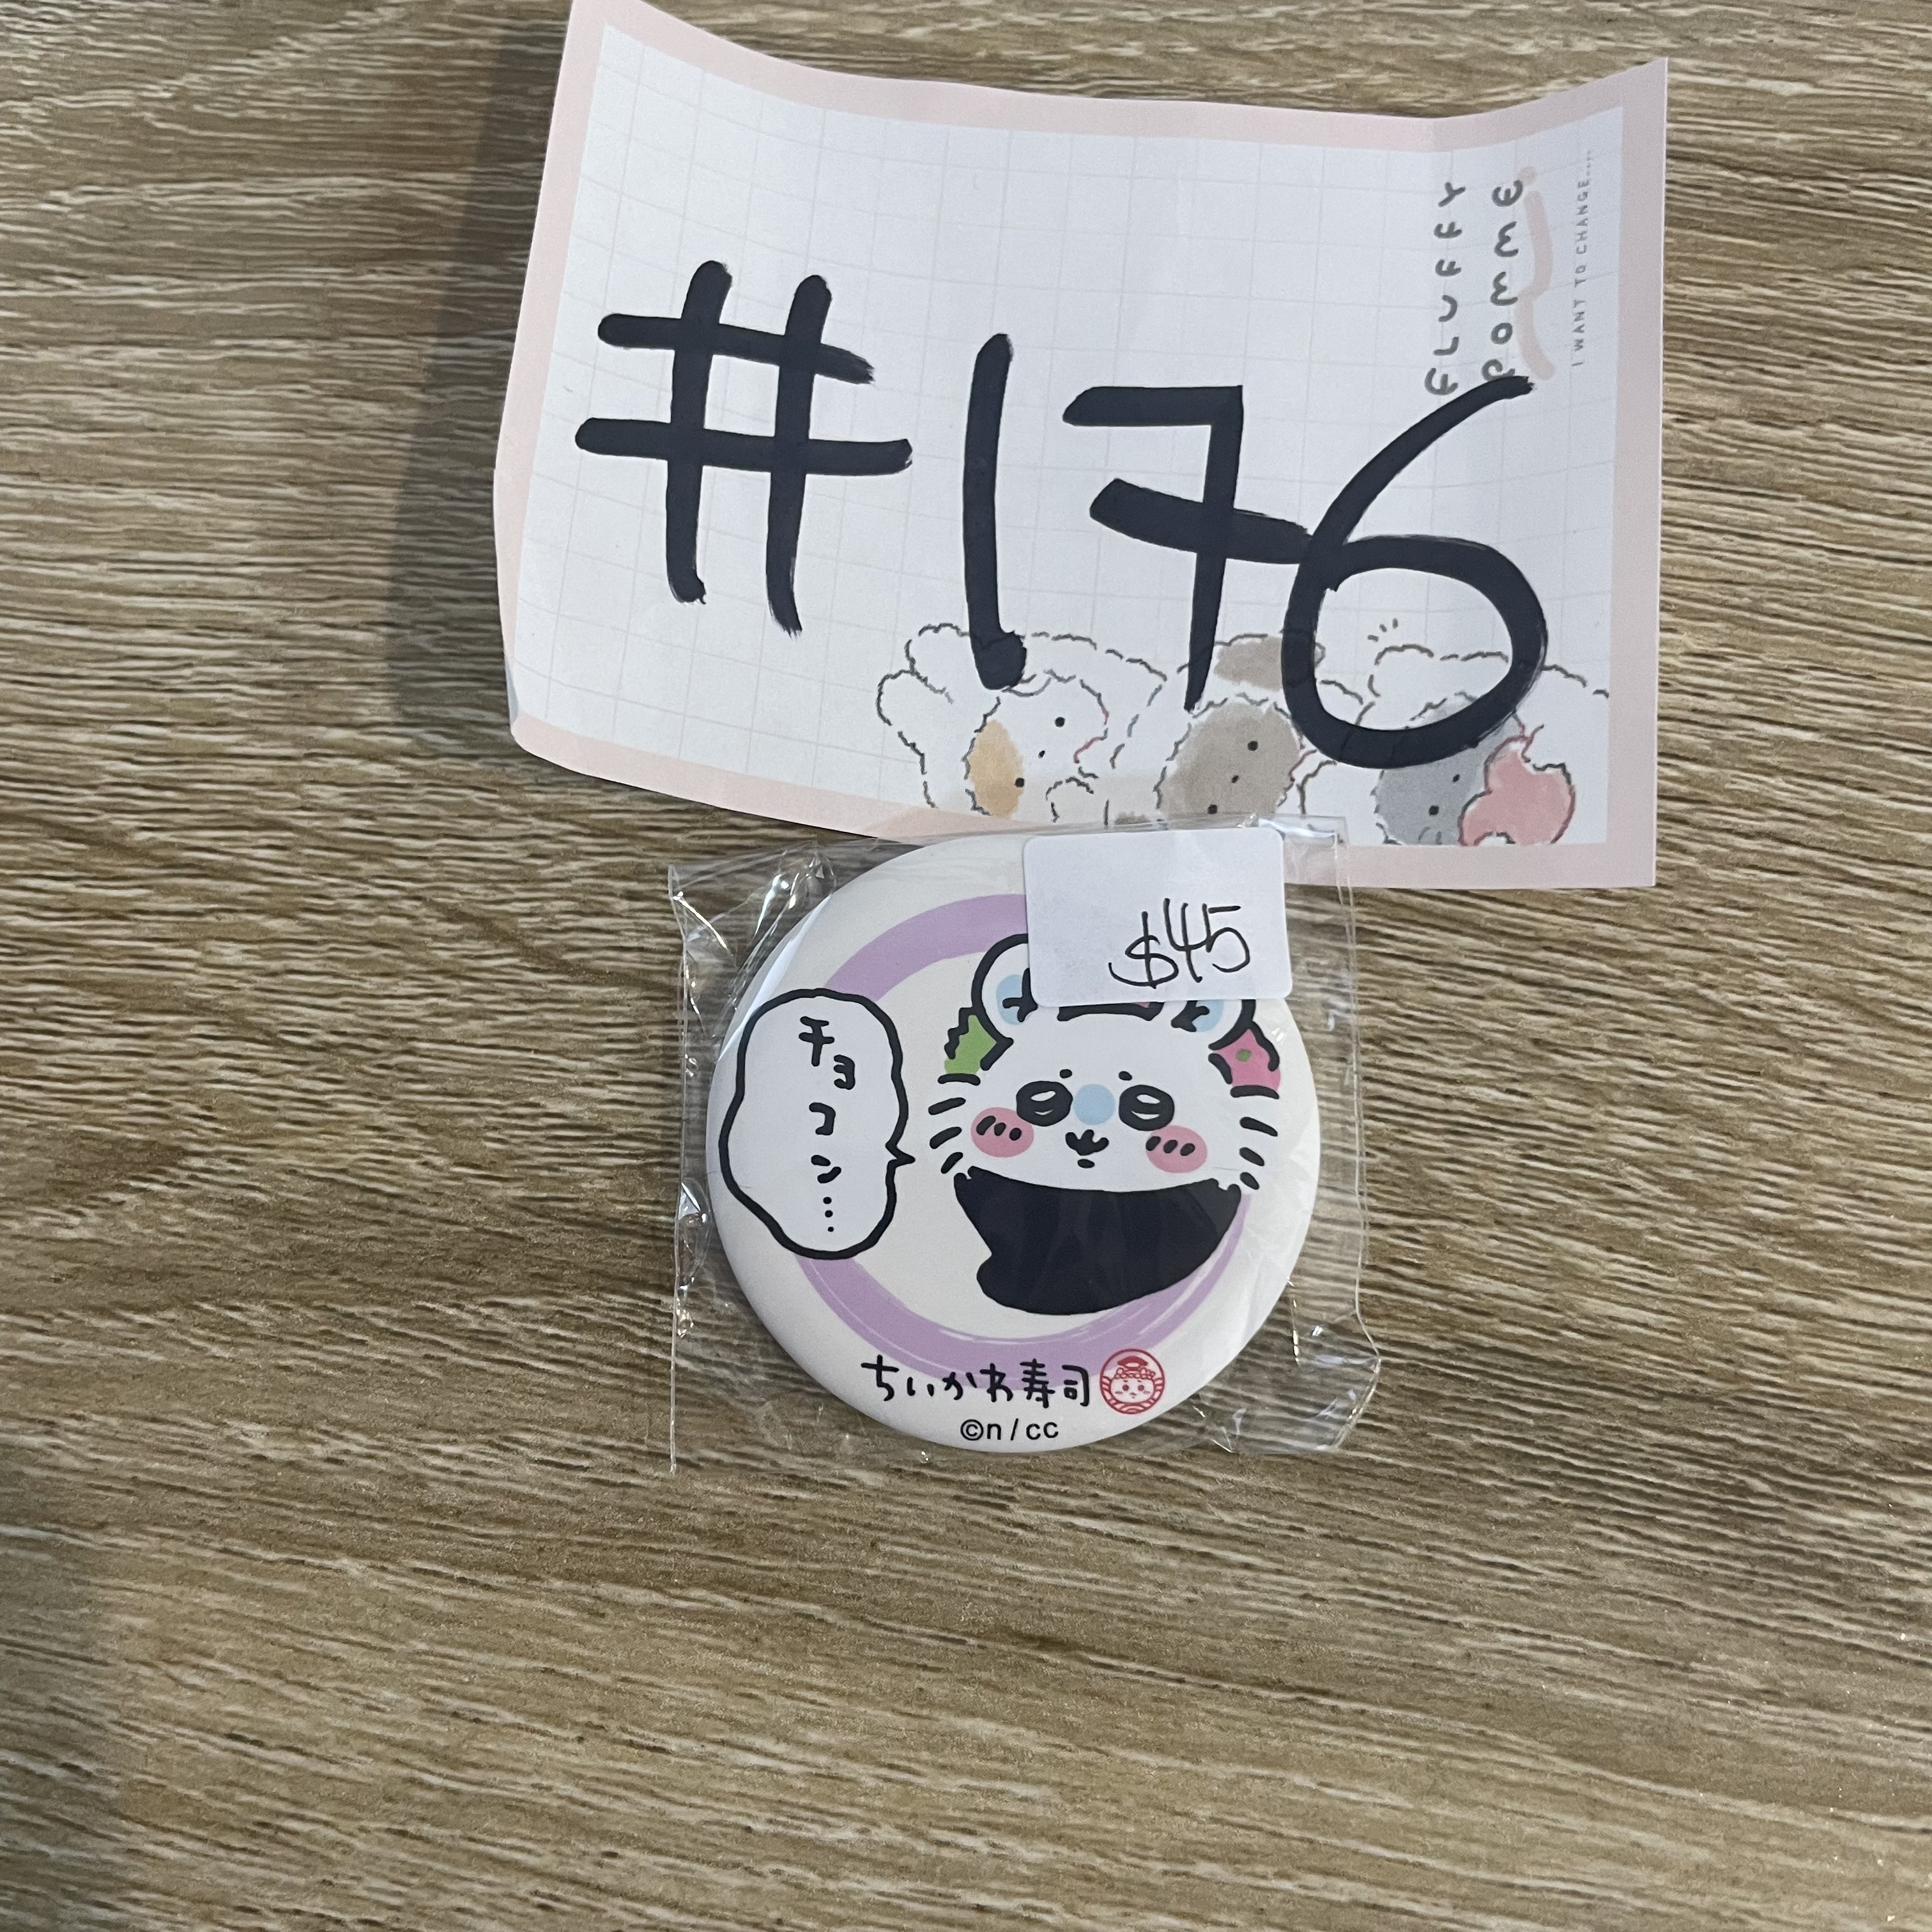 #176
FLUFFY
POMME
I WANT TO CHANGE....
$45
チョコン...
ちいかわ寿司
©n/cc